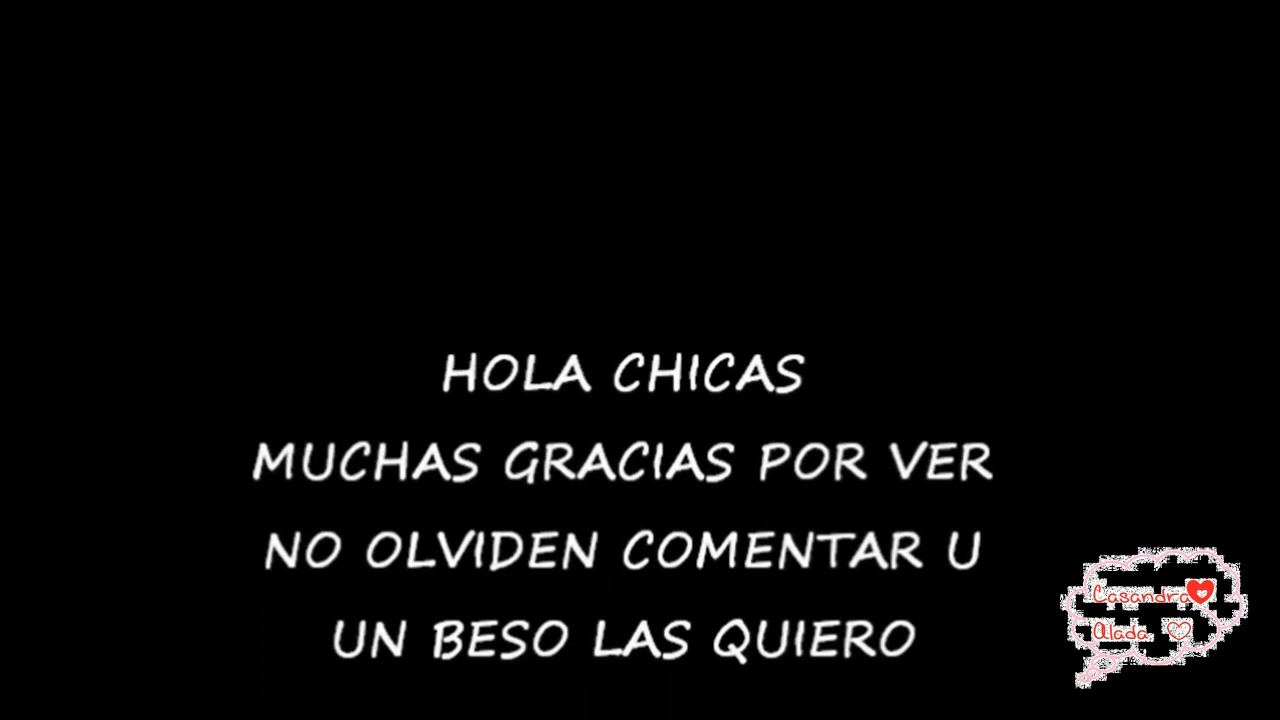 HOLA CHICAS
MUCHAS GRACIAS POR VER
NO OLVIDEN COMENTAR U
UN BESO LAS QUIERO
Casandra
Alada